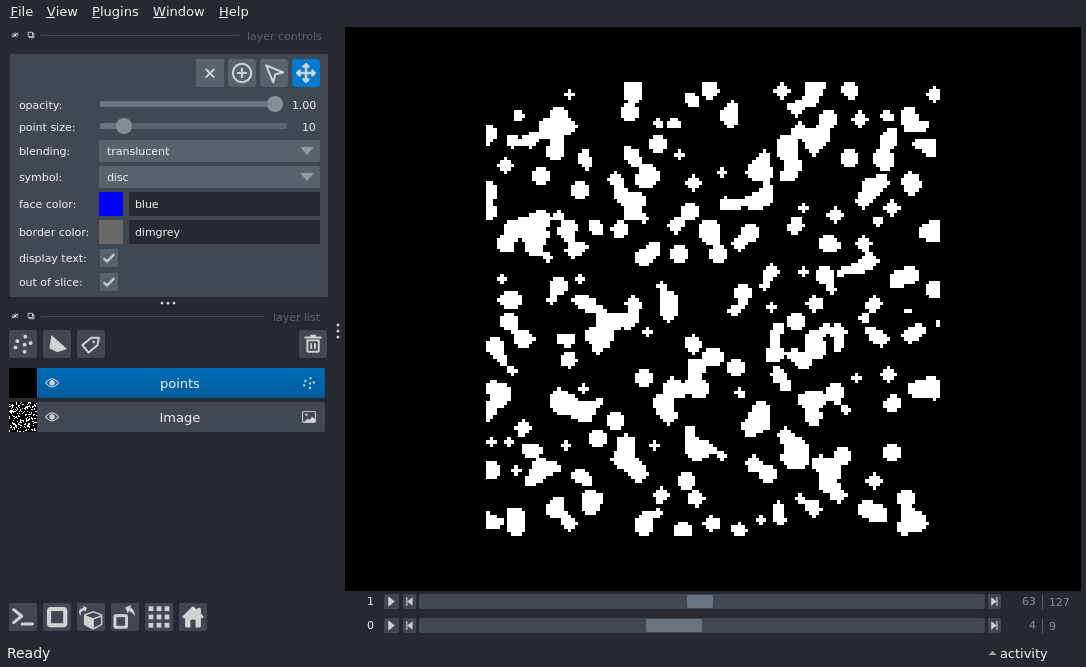 File View Plugins Window Help
layer controls
opacity: 1.00
point size: 10
blending: translucent
symbol: disc
face color: blue
border color: dimgrey
display text:
out of slice:
layer list
points
Image
1 63 127
0 4 9
Ready activity